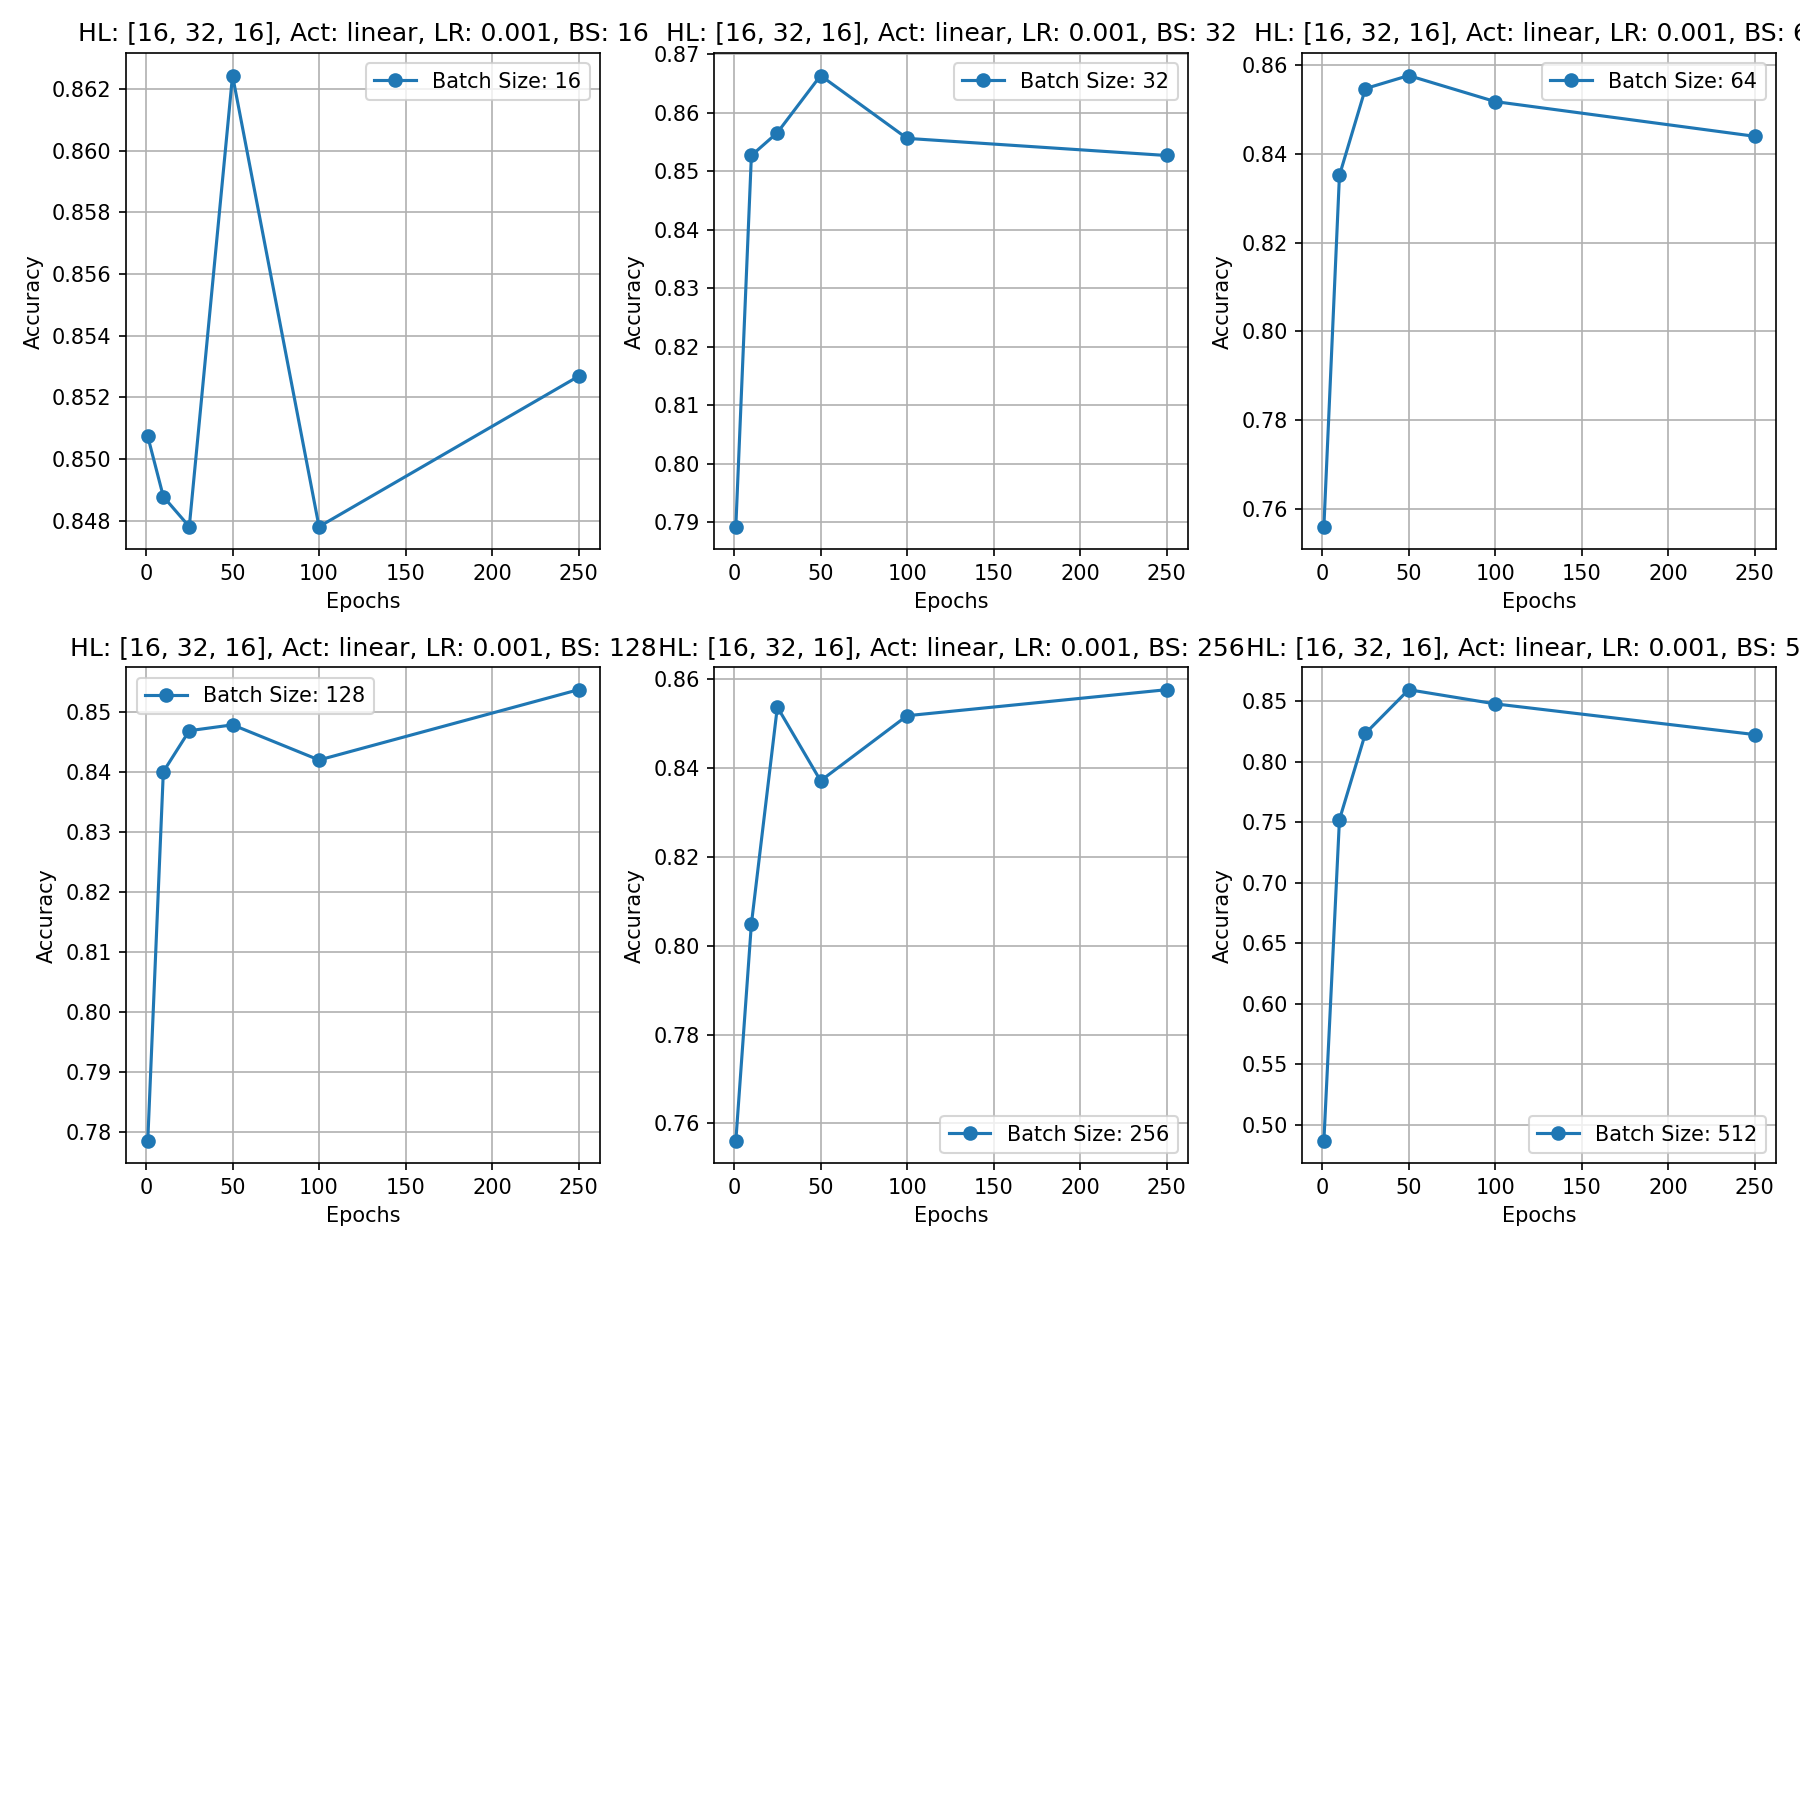 HL: [16, 32, 16], Act: linear, LR: 0.001, BS: 16
Batch Size: 16
Accuracy
0.862
0.860
0.858
0.856
0.854
0.852
0.850
0.848
0 50 100 150 200 250
Epochs
HL: [16, 32, 16], Act: linear, LR: 0.001, BS: 32
Batch Size: 32
Accuracy
0.87
0.86
0.85
0.84
0.83
0.82
0.81
0.80
0.79
0 50 100 150 200 250
Epochs
HL: [16, 32, 16], Act: linear, LR: 0.001, BS: 6
Batch Size: 64
Accuracy
0.86
0.84
0.82
0.80
0.78
0.76
0 50 100 150 200 250
Epochs
HL: [16, 32, 16], Act: linear, LR: 0.001, BS: 128
Batch Size: 128
Accuracy
0.85
0.84
0.83
0.82
0.81
0.80
0.79
0.78
0 50 100 150 200 250
Epochs
HL: [16, 32, 16], Act: linear, LR: 0.001, BS: 256
Batch Size: 256
Accuracy
0.86
0.84
0.82
0.80
0.78
0.76
0 50 100 150 200 250
Epochs
HL: [16, 32, 16], Act: linear, LR: 0.001, BS: 5
Batch Size: 512
Accuracy
0.85
0.80
0.75
0.70
0.65
0.60
0.55
0.50
0 50 100 150 200 250
Epochs